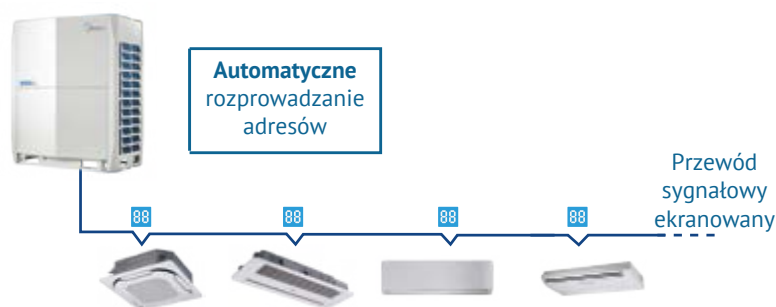 Automatyczne
rozprowadzanie
adresów
Przewód
sygnałowy
ekranowany
88
88
88
88